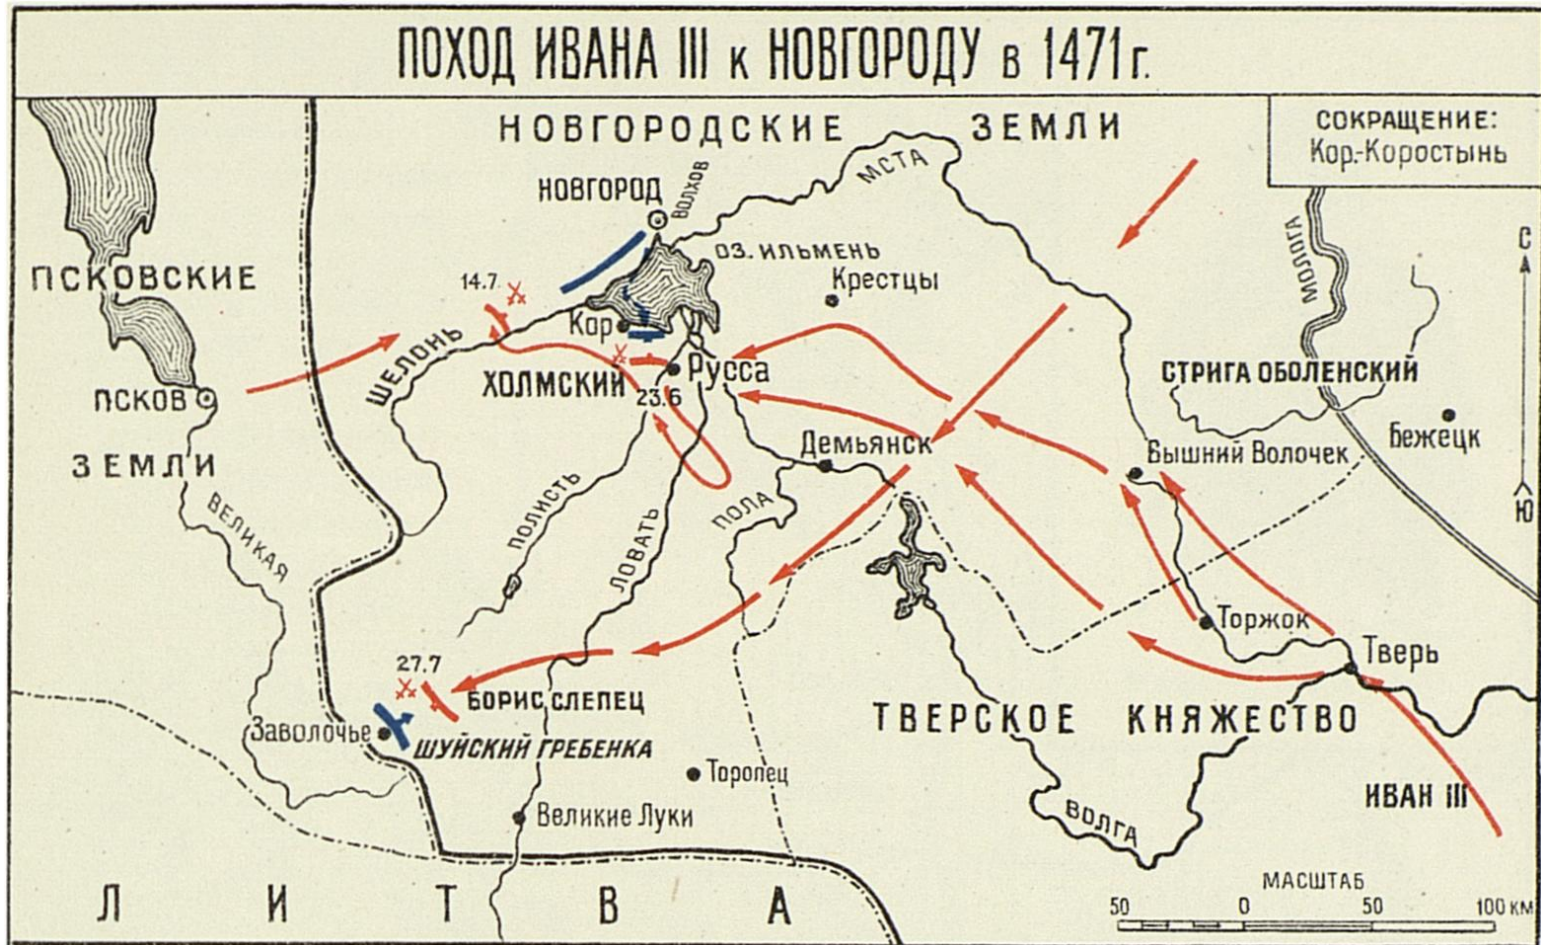 ПОХОД ИВАНА III к НОВГОРОДУ в 1471 г.
НОВГОРОДСКИЕ ЗЕМЛИ
СОКРАЩЕНИЕ:
Кор.-Коростынь
МСТА
НОВГОРОД
ВОЛХОВ
МОЛОГА
С
ОЗ. ИЛЬМЕНЬ
ПСКОВСКИЕ
14.7
Крестцы
Кор
ШЕЛОНЬ
ХОЛМСКИЙ
Русса
23.6
СТРИГА ОБОЛЕНСКИЙ
ПСКОВ
Бежецк
Демьянск
Вышний Волочек
ЗЕМЛИ
ВЕЛИКАЯ
ПОЛИСТЬ
ЛОВАТЬ
ПОЛА
Ю
Торжок
Тверь
27.7
БОРИС СЛЕПЕЦ
ТВЕРСКОЕ КНЯЖЕСТВО
Заволочье
ШУЙСКИЙ ГРЕБЕНКА
Торопец
ИВАН III
Великие Луки
ВОЛГА
ЛИТВА
МАСШТАБ
50 0 50 100 км